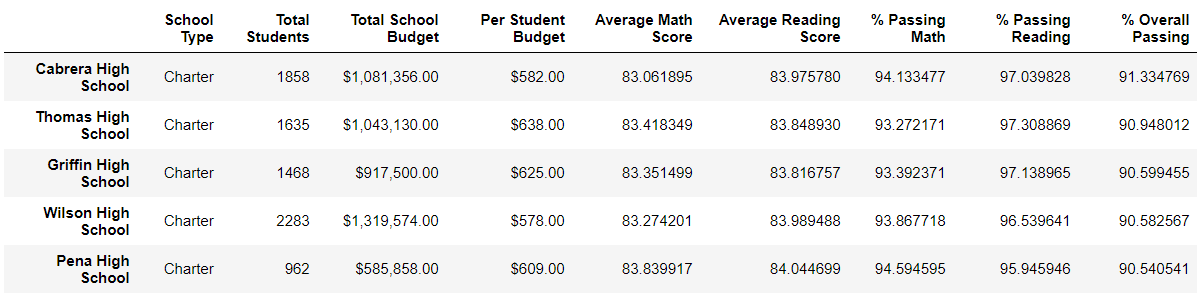 School Type Total Students Total School Budget Per Student Budget Average Math Score Average Reading Score % Passing Math % Passing Reading % Overall Passing
Cabrera High School Charter 1858 $1,081,356.00 $582.00 83.061895 83.975780 94.133477 97.039828 91.334769
Thomas High School Charter 1635 $1,043,130.00 $638.00 83.418349 83.848930 93.272171 97.308869 90.948012
Griffin High School Charter 1468 $917,500.00 $625.00 83.351499 83.816757 93.392371 97.138965 90.599455
Wilson High School Charter 2283 $1,319,574.00 $578.00 83.274201 83.989488 93.867718 96.539641 90.582567
Pena High School Charter 962 $585,858.00 $609.00 83.839917 84.044699 94.594595 95.945946 90.540541